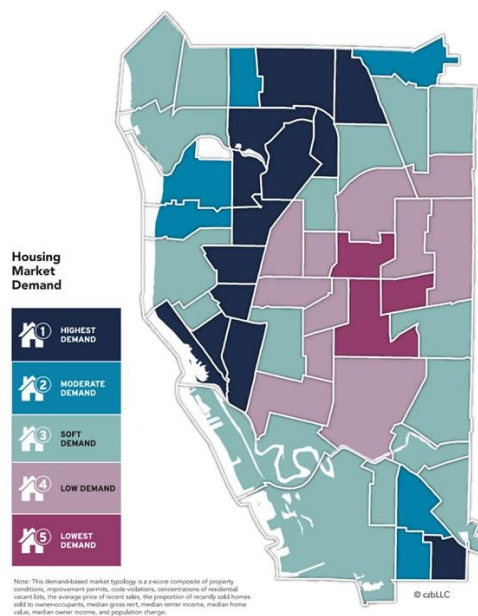 Housing
Market
Demand
1 HIGHEST
DEMAND
2 MODERATE
DEMAND
3 SOFT
DEMAND
4 LOW DEMAND
5 LOWEST
DEMAND
Note: This demand-based market typology is a z-score composite of property
conditions, improvement permits, code violations, concentrations of residential
vacant lots, the average price of recent sales, the proportion of recently sold homes
sold to owner-occupants, median gross rent, median renter income, median home
value, median owner income, and population change.
© czbLLC